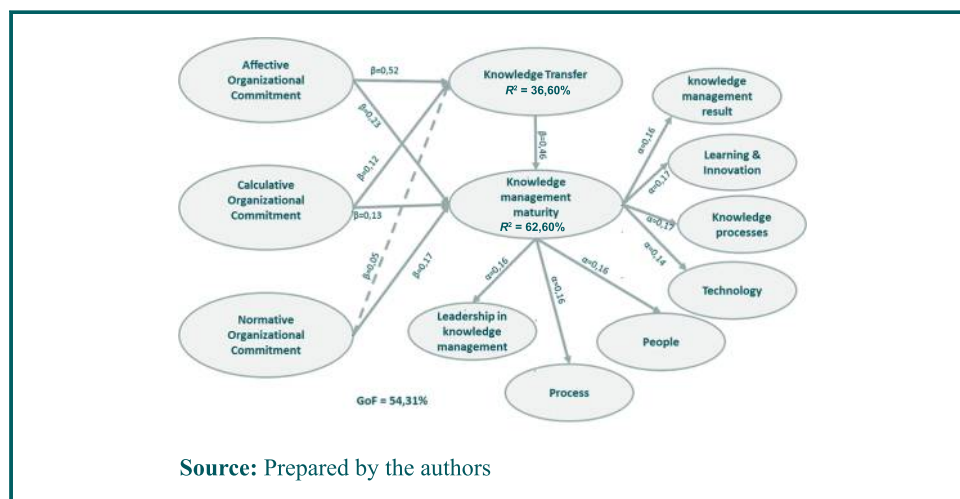 Affective
Organizational
Commitment
β=0,52
Knowledge Transfer
R² = 36,60%
knowledge
management
result
β=0,23
β=0,12
β=0,46
α=0,16
Learning &
Innovation
α=0,17
Calculative
Organizational
Commitment
β=0,13
Knowledge
management
maturity
R² = 62,60%
Knowledge
processes
α=0,17
α=0,14
Technology
β=0,05
β=0,17
α=0,16
α=0,16
α=0,16
Normative
Organizational
Commitment
Leadership in
knowledge
management
People
Process
GoF = 54,31%
Source: Prepared by the authors